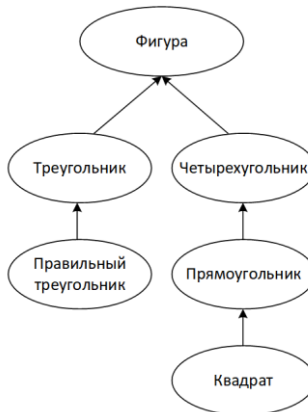 Фигура
Треугольник
Четырехугольник
Правильный
треугольник
Прямоугольник
Квадрат